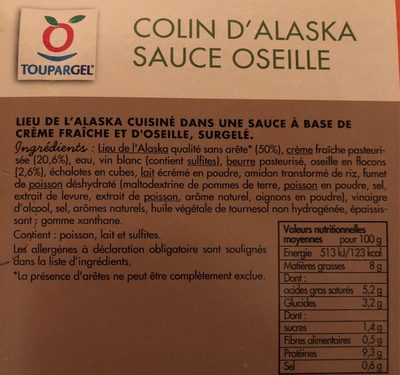 TOUPARGEL
COLIN D'ALASKA
SAUCE OSEILLE
LIEU DE L'ALASKA CUISINÉ DANS UNE SAUCE À BASE DE
CRÈME FRAÎCHE ET D'OSEILLE, SURGELÉ.
Ingrédients : Lieu de l'Alaska qualité sans arête* (50%), crème fraîche pasteuri-
sée (20,6%), eau, vin blanc (contient sulfites), beurre pasteurisé, oseille en flocons
(2,6%), échalotes en cubes, lait écrémé en poudre, amidon transformé de riz, fumet
de poisson déshydraté (maltodextrine de pommes de terre, poisson en poudre, sel,
extrait de levure, extrait de poisson, arôme naturel, oignons en poudre), vinaigre
d'alcool, sel, arômes naturels, huile végétale de tournesol non hydrogénée, épaissis-
sant : gomme xanthane.
Contient : poisson, lait et sulfites.
Les allergènes à déclaration obligatoire sont soulignés
dans la liste d'ingrédients.
*La présence d'arêtes ne peut être complètement exclue.
Valeurs nutritionnelles
moyennes pour 100 g
Energie 513 kJ/123 kcal
Matières grasses 8 g
Dont :
acides gras saturés 5,2 g
Glucides 3,2 g
Dont :
sucres 1,4 g
Fibres alimentaires 0,5 g
Protéines 9,3 g
Sel 0,6 g